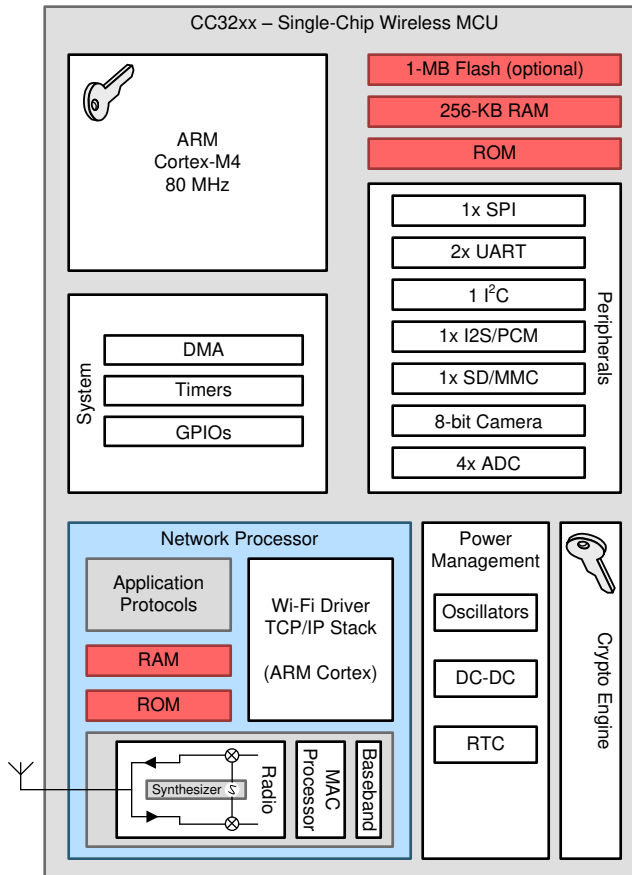 CC32xx – Single-Chip Wireless MCU
ARM
Cortex-M4
80 MHz
1-MB Flash (optional)
256-KB RAM
ROM
1x SPI
2x UART
1 I²C
1x I2S/PCM
1x SD/MMC
8-bit Camera
4x ADC
Peripherals
System
DMA
Timers
GPIOs
Network Processor
Application
Protocols
RAM
ROM
Wi-Fi Driver
TCP/IP Stack
(ARM Cortex)
Synthesizer
Radio
MAC
Processor
Baseband
Power
Management
Oscillators
DC-DC
RTC
Crypto Engine